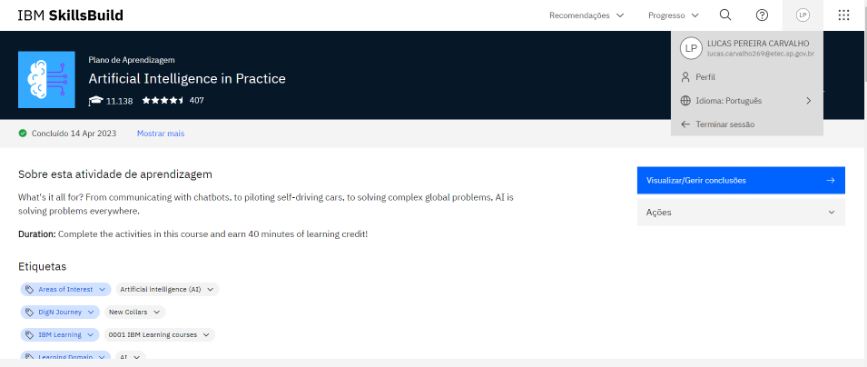 IBM SkillsBuild
Recomendações
Progresso
LP
LP
LUCAS PEREIRA CARVALHO
lucas.carvalho269@etec.sp.gov.br
Perfil
Idioma: Português
Terminar sessão
Plano de Aprendizagem
Artificial Intelligence in Practice
11.138
407
Concluído 14 Apr 2023
Mostrar mais
Sobre esta atividade de aprendizagem
What's it all for? From communicating with chatbots, to piloting self-driving cars, to solving complex global problems, AI is
solving problems everywhere.
Duration: Complete the activities in this course and earn 40 minutes of learning credit!
Visualizar/Gerir conclusões
Ações
Etiquetas
Areas of Interest
Artificial Intelligence (AI)
DigN Journey
New Collars
IBM Learning
0001 IBM Learning courses
Learning Domain
AI